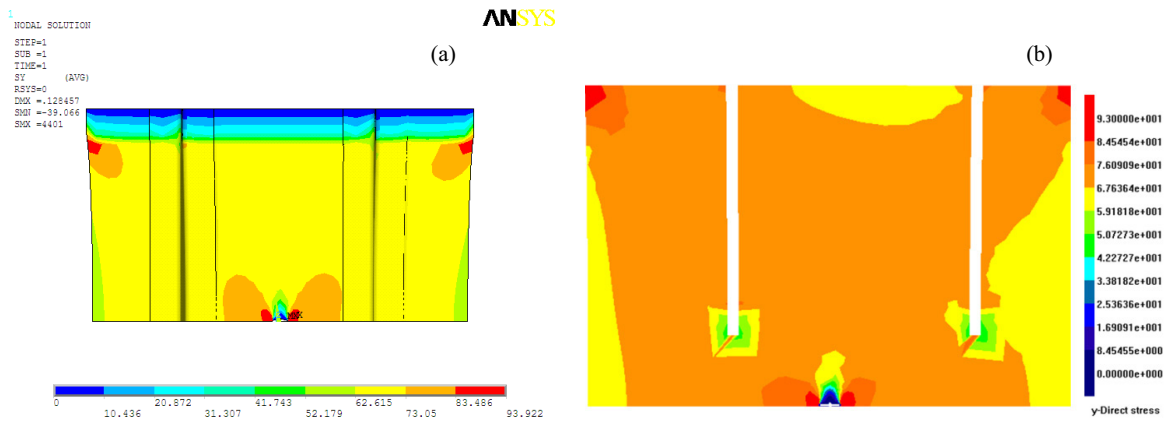 1
NODAL SOLUTION
ANSYS
STEP=1
SUB =1
TIME=1
SY (AVG)
RSYS=0
DMX =.128457
SMN =-39.066
SMX =4401
(a)
(b)
MX
0 20.872 41.743 62.615 83.486
10.436 31.307 52.179 73.05 93.922
9.30000e+001
8.45454e+001
7.60909e+001
6.76364e+001
5.91818e+001
5.07273e+001
4.22727e+001
3.38182e+001
2.53636e+001
1.69091e+001
8.45455e+000
0.00000e+000
y-Direct stress